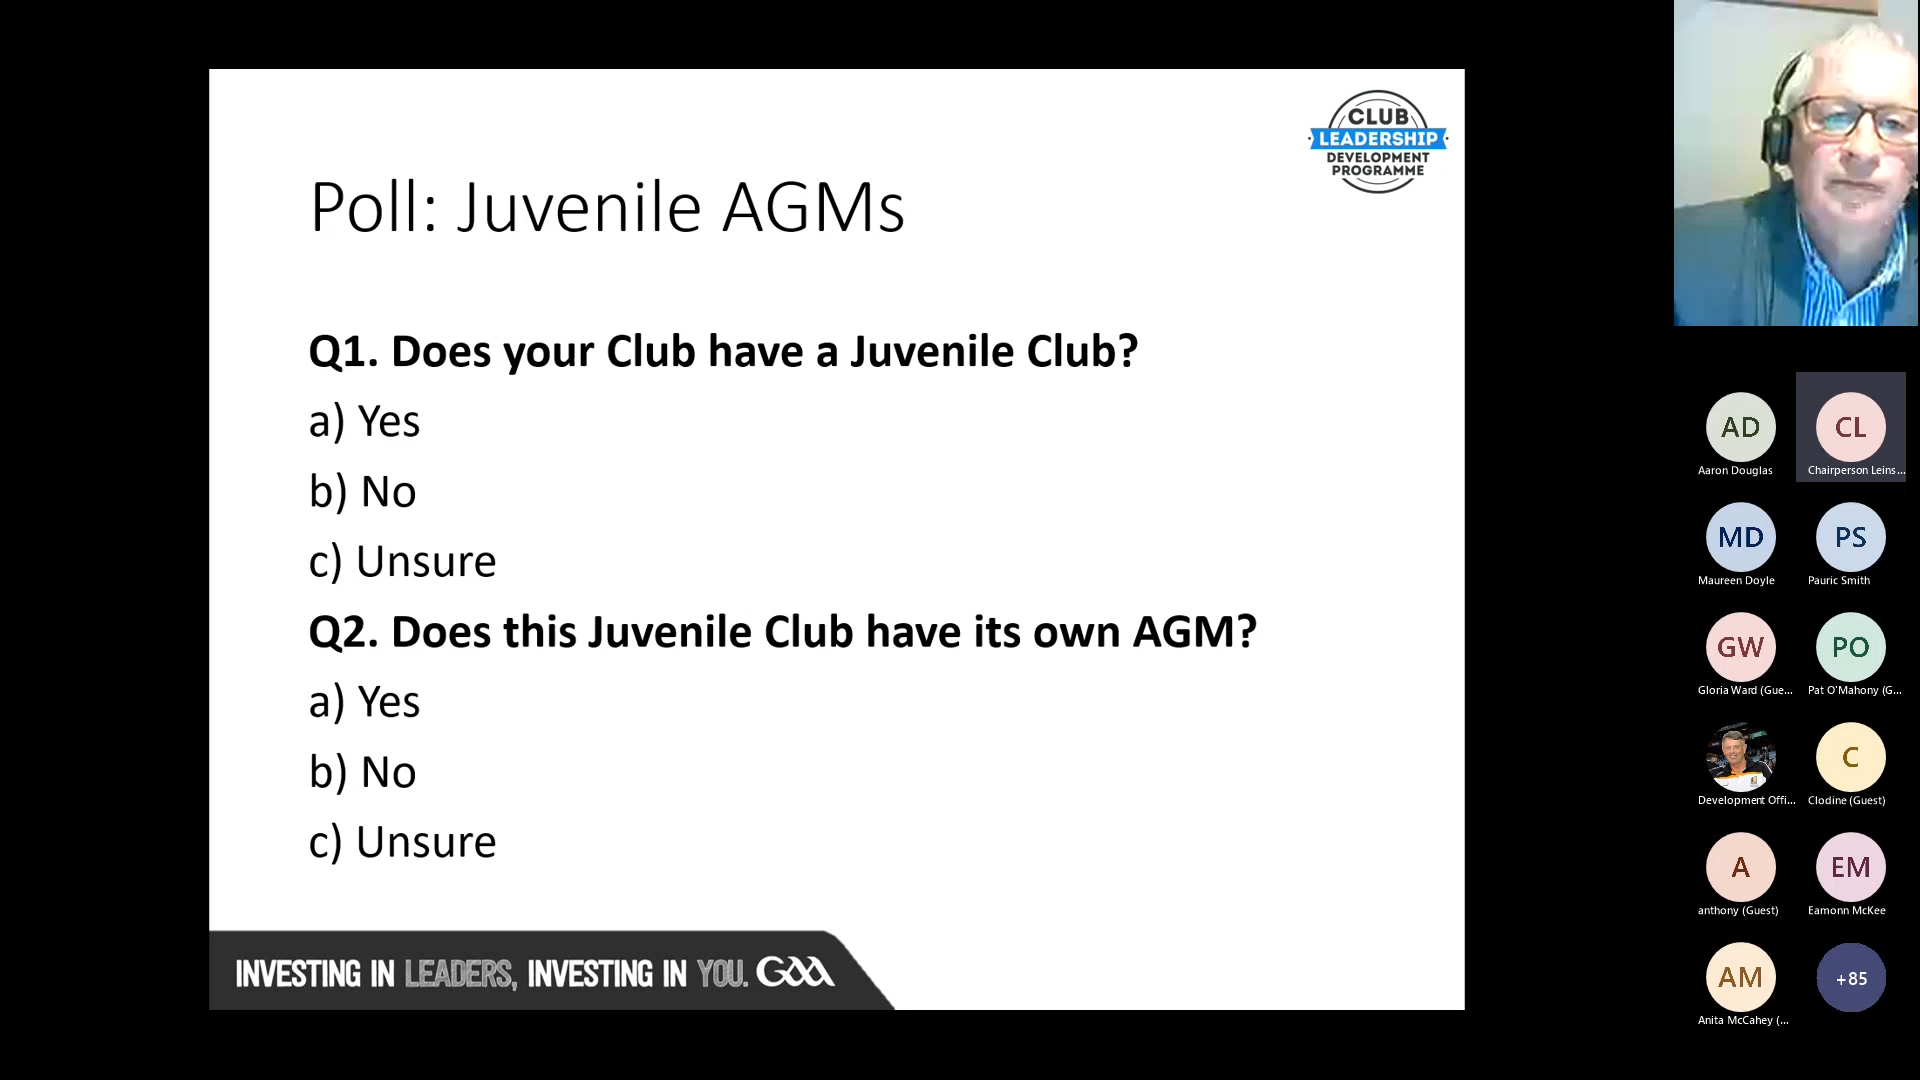 CLUB
LEADERSHIP
DEVELOPMENT
PROGRAMME
Poll: Juvenile AGMs
Q1. Does your Club have a Juvenile Club?
a) Yes
b) No
c) Unsure
Q2. Does this Juvenile Club have its own AGM?
a) Yes
b) No
c) Unsure
INVESTING IN LEADERS, INVESTING IN YOU. GAA
AD
Aaron Douglas
CL
Chairperson Leins...
MD
Maureen Doyle
PS
Pauric Smith
GW
Gloria Ward (Gue...
PO
Pat O'Mahony (G...
Development Offi...
C
Clodine (Guest)
A
anthony (Guest)
EM
Eamonn McKee
AM
Anita McCahey (...
+85